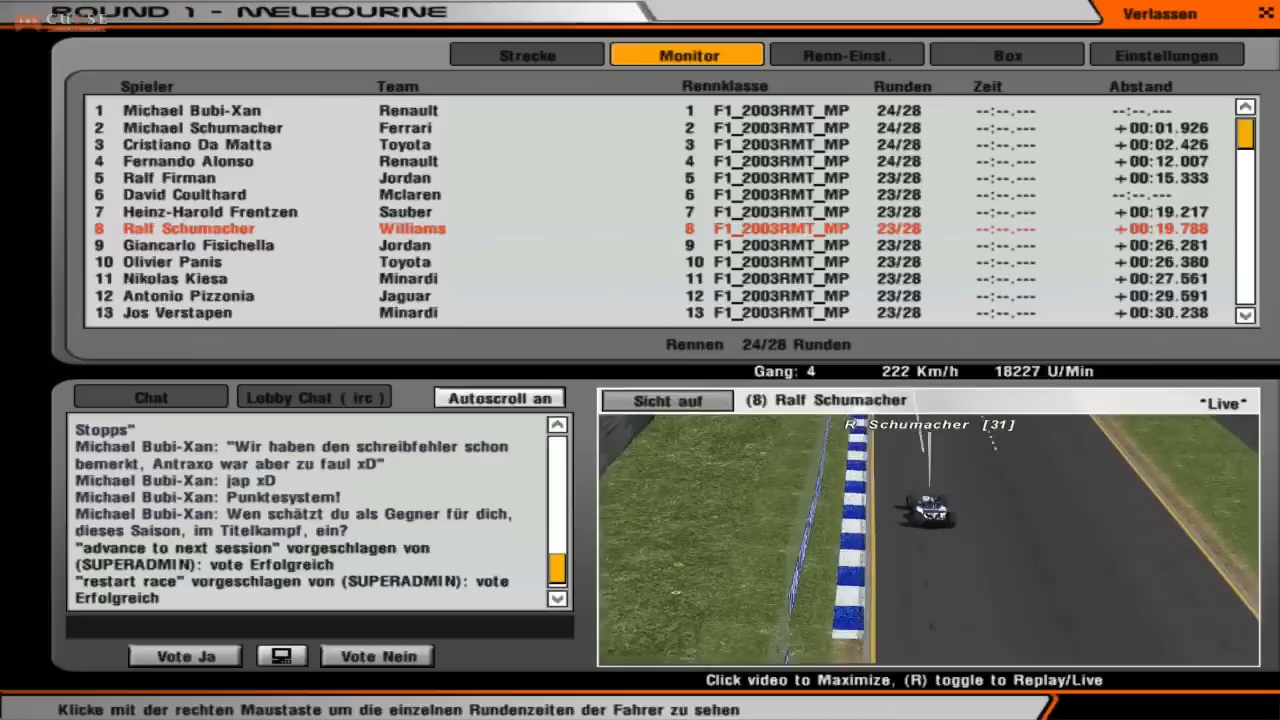 ROUND 1 - MELBOURNE
CURSE
Verlassen
Strecke Monitor Renn-Einst. Box Einstellungen
Spieler Team Rennklasse Runden Zeit Abstand
1 Michael Bubi-Xan Renault 1 F1_2003RMT_MP 24/28 --:--.--- --:--.---
2 Michael Schumacher Ferrari 2 F1_2003RMT_MP 24/28 --:--.--- +00:01.926
3 Cristiano Da Matta Toyota 3 F1_2003RMT_MP 24/28 --:--.--- +00:02.426
4 Fernando Alonso Renault 4 F1_2003RMT_MP 24/28 --:--.--- +00:12.007
5 Ralf Firman Jordan 5 F1_2003RMT_MP 23/28 --:--.--- +00:15.333
6 David Coulthard Mclaren 6 F1_2003RMT_MP 23/28 --:--.--- --:--.---
7 Heinz-Harold Frentzen Sauber 7 F1_2003RMT_MP 23/28 --:--.--- +00:19.217
8 Ralf Schumacher Williams 8 F1_2003RMT_MP 23/28 --:--.--- +00:19.788
9 Giancarlo Fisichella Jordan 9 F1_2003RMT_MP 23/28 --:--.--- +00:26.281
10 Olivier Panis Toyota 10 F1_2003RMT_MP 23/28 --:--.--- +00:26.380
11 Nikolas Kiesa Minardi 11 F1_2003RMT_MP 23/28 --:--.--- +00:27.561
12 Antonio Pizzonia Jaguar 12 F1_2003RMT_MP 23/28 --:--.--- +00:29.591
13 Jos Verstapen Minardi 13 F1_2003RMT_MP 23/28 --:--.--- +00:30.238
Rennen 24/28 Runden
Gang: 4 222 Km/h 18227 U/Min
Chat Lobby Chat ( irc ) Autoscroll an
Stopps"
Michael Bubi-Xan: "Wir haben den schreibfehler schon
bemerkt, Antraxo war aber zu faul xD"
Michael Bubi-Xan: jap xD
Michael Bubi-Xan: Punktesystem!
Michael Bubi-Xan: Wen schätzt du als Gegner für dich,
dieses Saison, im Titelkampf, ein?
"advance to next session" vorgeschlagen von
(SUPERADMIN): vote Erfolgreich
"restart race" vorgeschlagen von (SUPERADMIN): vote
Erfolgreich
Vote Ja Vote Nein
Sicht auf (8) Ralf Schumacher *Live*
R. Schumacher [31]
Click video to Maximize, (R) toggle to Replay/Live
Klicke mit der rechten Maustaste um die einzelnen Rundenzeiten der Fahrer zu sehen